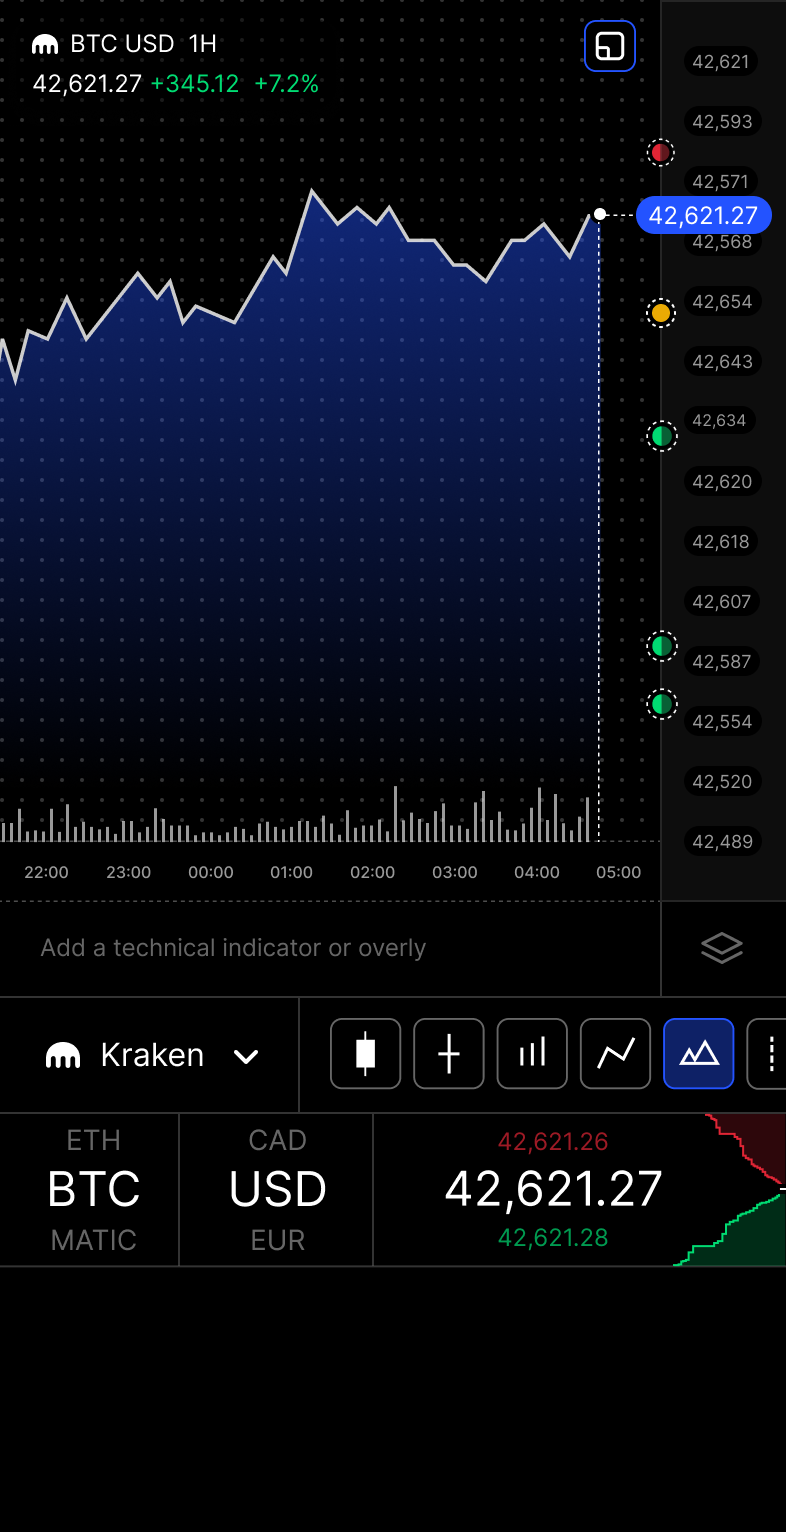 BTC USD 1H
42,621.27 +345.12 +7.2%
42,621
42,593
42,571
42,621.27
42,568
42,654
42,643
42,634
42,620
42,618
42,607
42,587
42,554
42,520
42,489
22:00 23:00 00:00 01:00 02:00 03:00 04:00 05:00
Add a technical indicator or overly
Kraken
ETH CAD 42,621.26
BTC USD 42,621.27
MATIC EUR 42,621.28